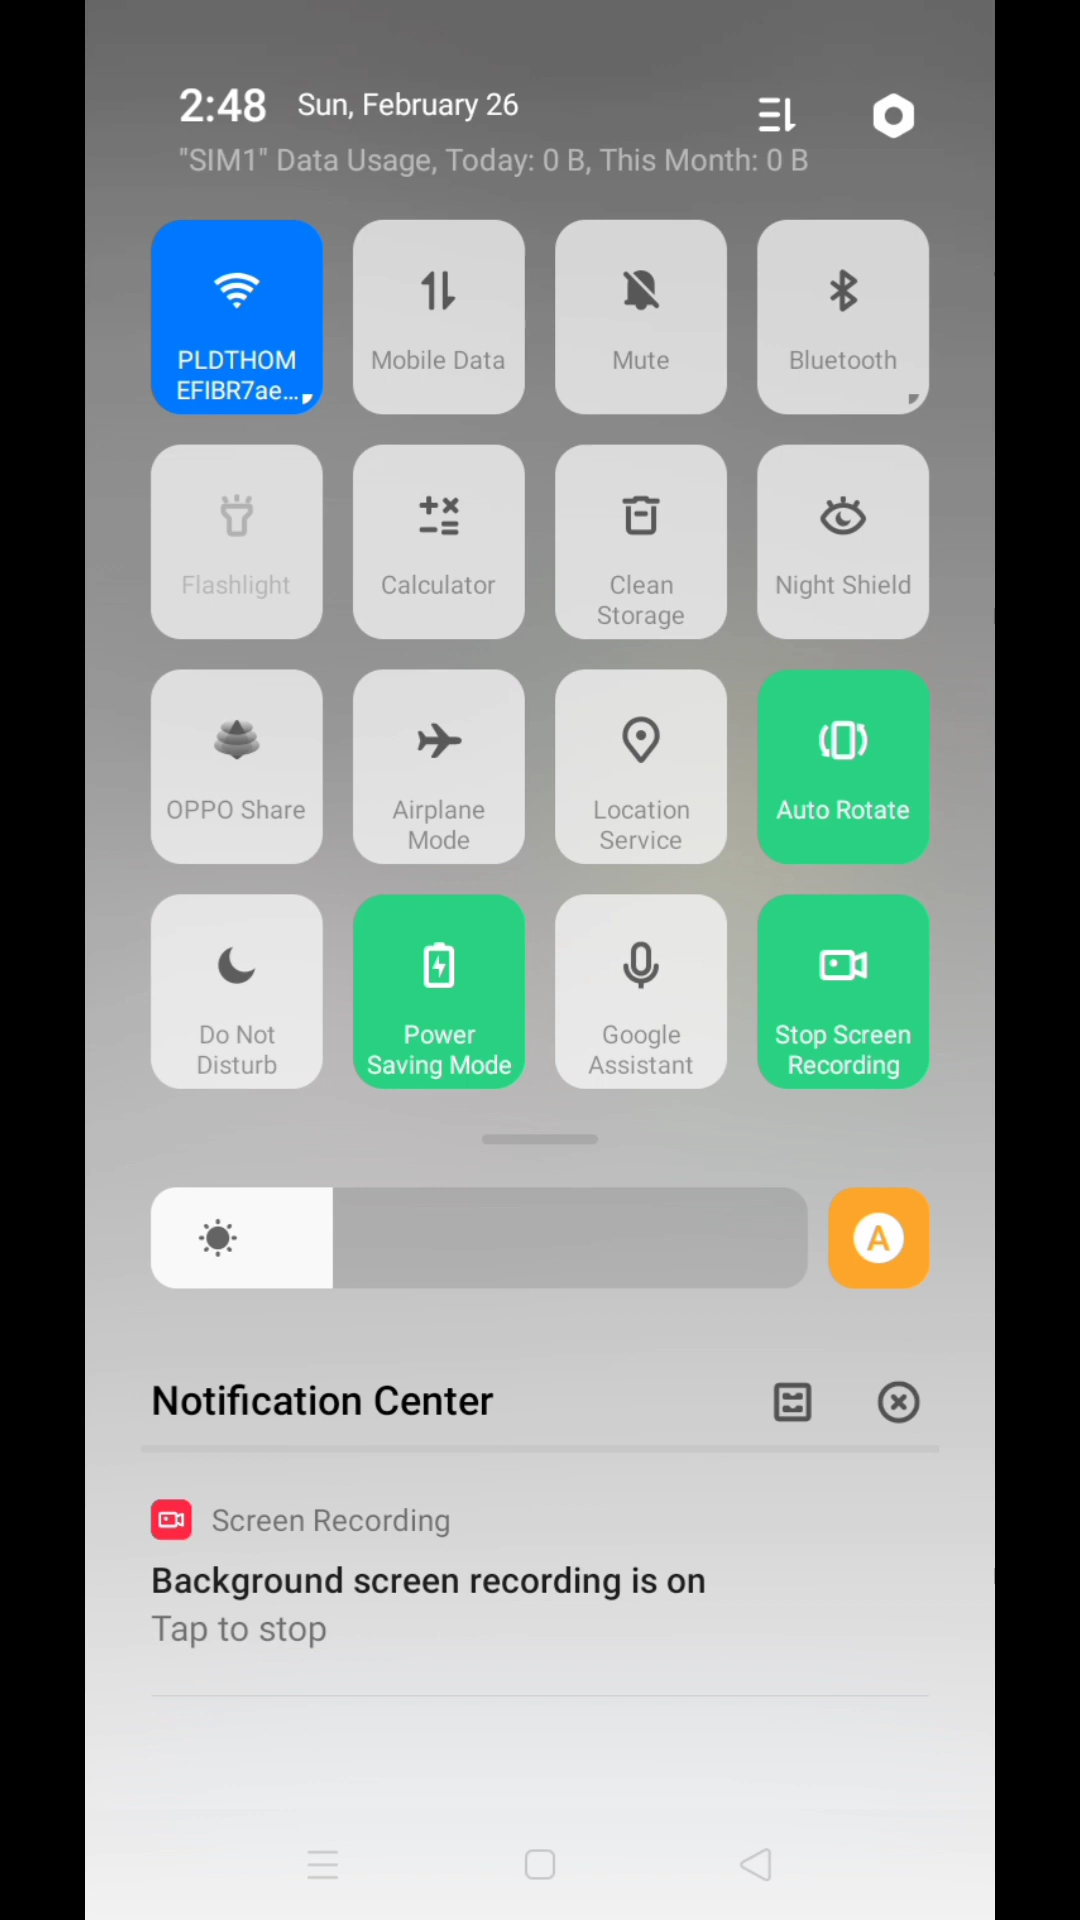 2:48 Sun, February 26
"SIM1" Data Usage, Today: 0 B, This Month: 0 B
PLDTHOM
EFIBR7ae...
Mobile Data
Mute
Bluetooth
Flashlight
Calculator
Clean
Storage
Night Shield
OPPO Share
Airplane
Mode
Location
Service
Auto Rotate
Do Not
Disturb
Power
Saving Mode
Google
Assistant
Stop Screen
Recording
A
Notification Center
Screen Recording
Background screen recording is on
Tap to stop